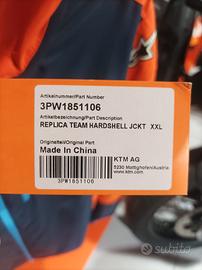 Artikelnummer/Part Number
3PW1851106
Artikelbezeichnung/Part Description
REPLICA TEAM HARDSHELL JCKT XXL
Originalteil/Original Part
Made In China
KTM AG
5230 Mattighofen/Austria
www.ktm.com
3PW1851106
subito